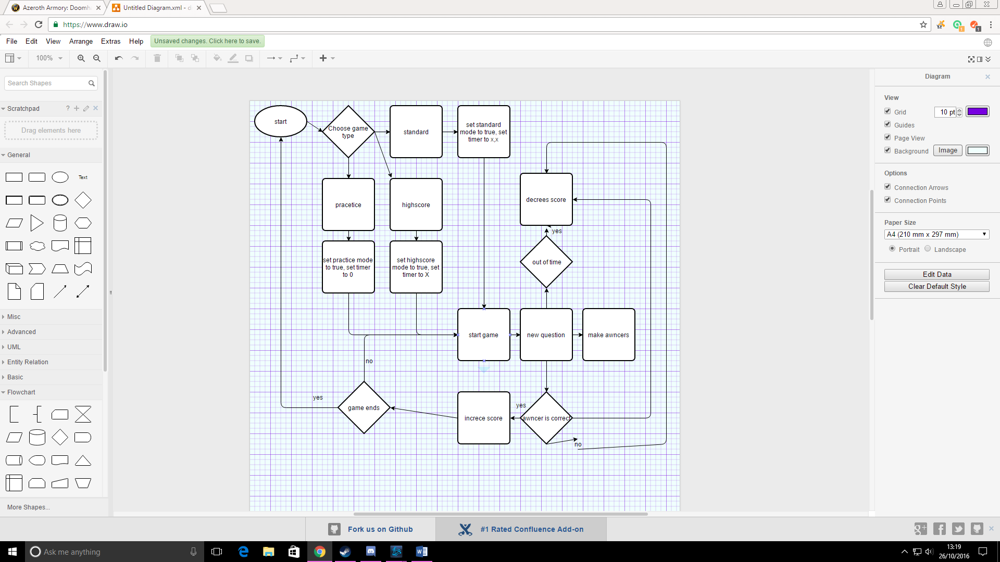 Azeroth Armory: Doomh
Untitled Diagram.xml - d
https://www.draw.io
File Edit View Arrange Extras Help Unsaved changes. Click here to save.
100%
Search Shapes
Scratchpad ?
Drag elements here
General
Text
Misc
Advanced
UML
Entity Relation
Basic
Flowchart
More Shapes...
start
Choose game
type
standard
set standard
mode to true, set
timer to x,x
pracetice
highscore
decrees score
yes
set practice mode
to true, set timer
to 0
set highscore
mode to true, set
timer to X
out of time
start game
new question
make awncers
no
yes
game ends
increce score
yes
awncer is correct
no
Diagram
View
Grid 10 pt
Guides
Page View
Background Image
Options
Connection Arrows
Connection Points
Paper Size
A4 (210 mm x 297 mm)
Portrait Landscape
Edit Data
Clear Default Style
Fork us on Github
#1 Rated Confluence Add-on
Ask me anything
13:19
26/10/2016